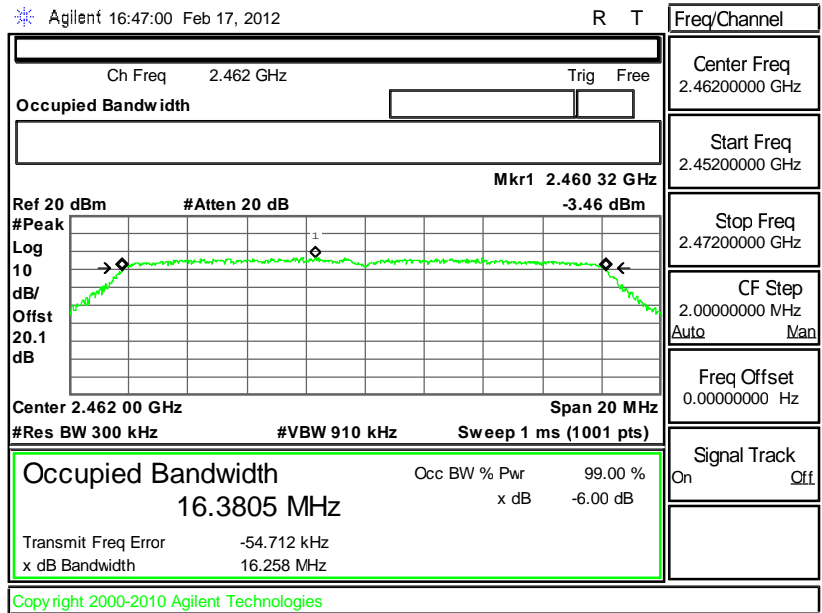 Agilent 16:47:00 Feb 17, 2012 R T
Freq/Channel
Ch Freq 2.462 GHz Trig Free
Occupied Bandwidth
Mkr1 2.460 32 GHz
Ref 20 dBm #Atten 20 dB -3.46 dBm
#Peak
Log
10
dB/
Offst
20.1
dB
1
Center 2.462 00 GHz Span 20 MHz
#Res BW 300 kHz #VBW 910 kHz Sweep 1 ms (1001 pts)
Occupied Bandwidth Occ BW % Pwr 99.00 %
16.3805 MHz x dB -6.00 dB
Transmit Freq Error -54.712 kHz
x dB Bandwidth 16.258 MHz
Center Freq
2.46200000 GHz
Start Freq
2.45200000 GHz
Stop Freq
2.47200000 GHz
CF Step
2.00000000 MHz
Auto Man
Freq Offset
0.00000000 Hz
Signal Track
On Off
Copyright 2000-2010 Agilent Technologies